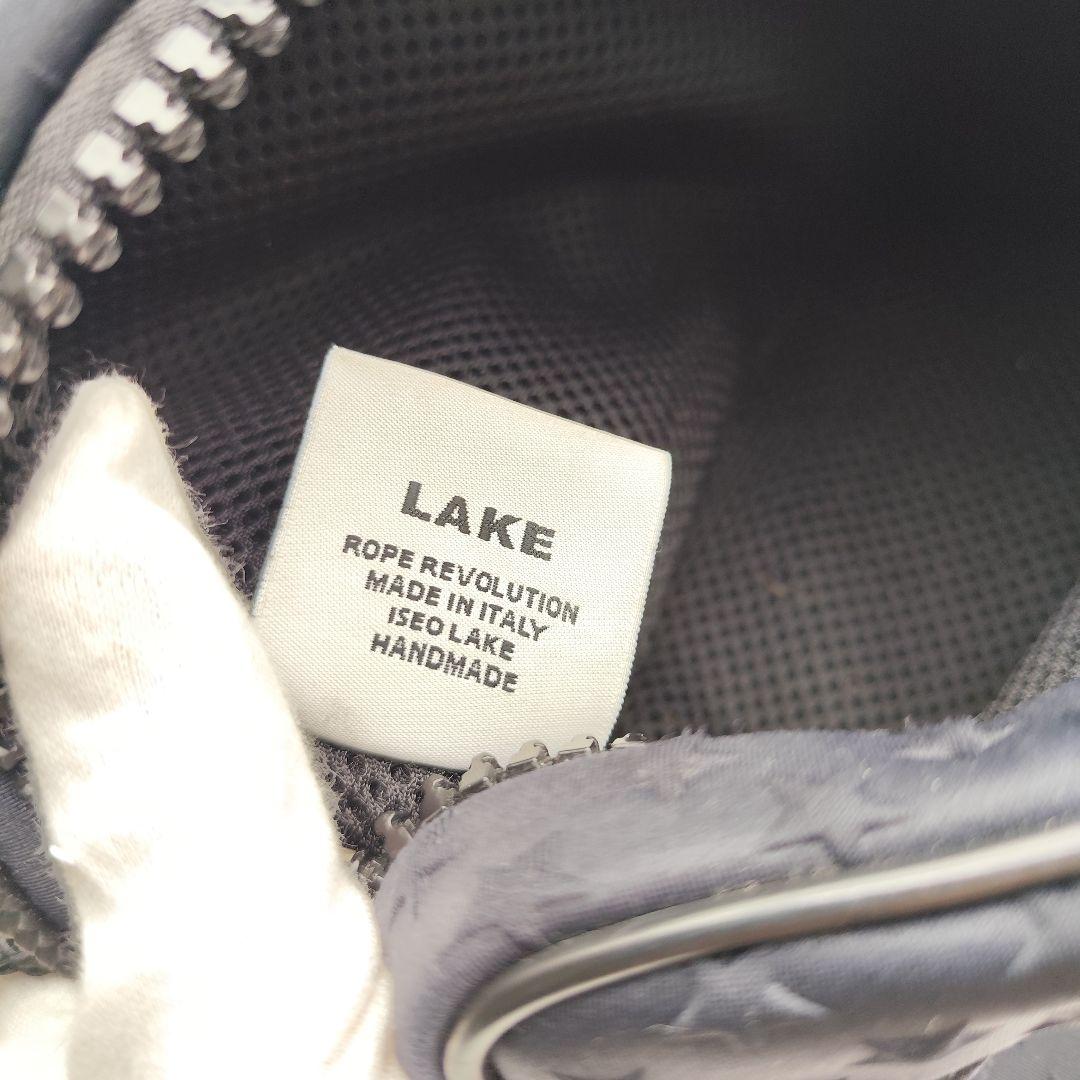 LAKE
ROPE REVOLUTION
MADE IN ITALY
ISEO LAKE
HANDMADE